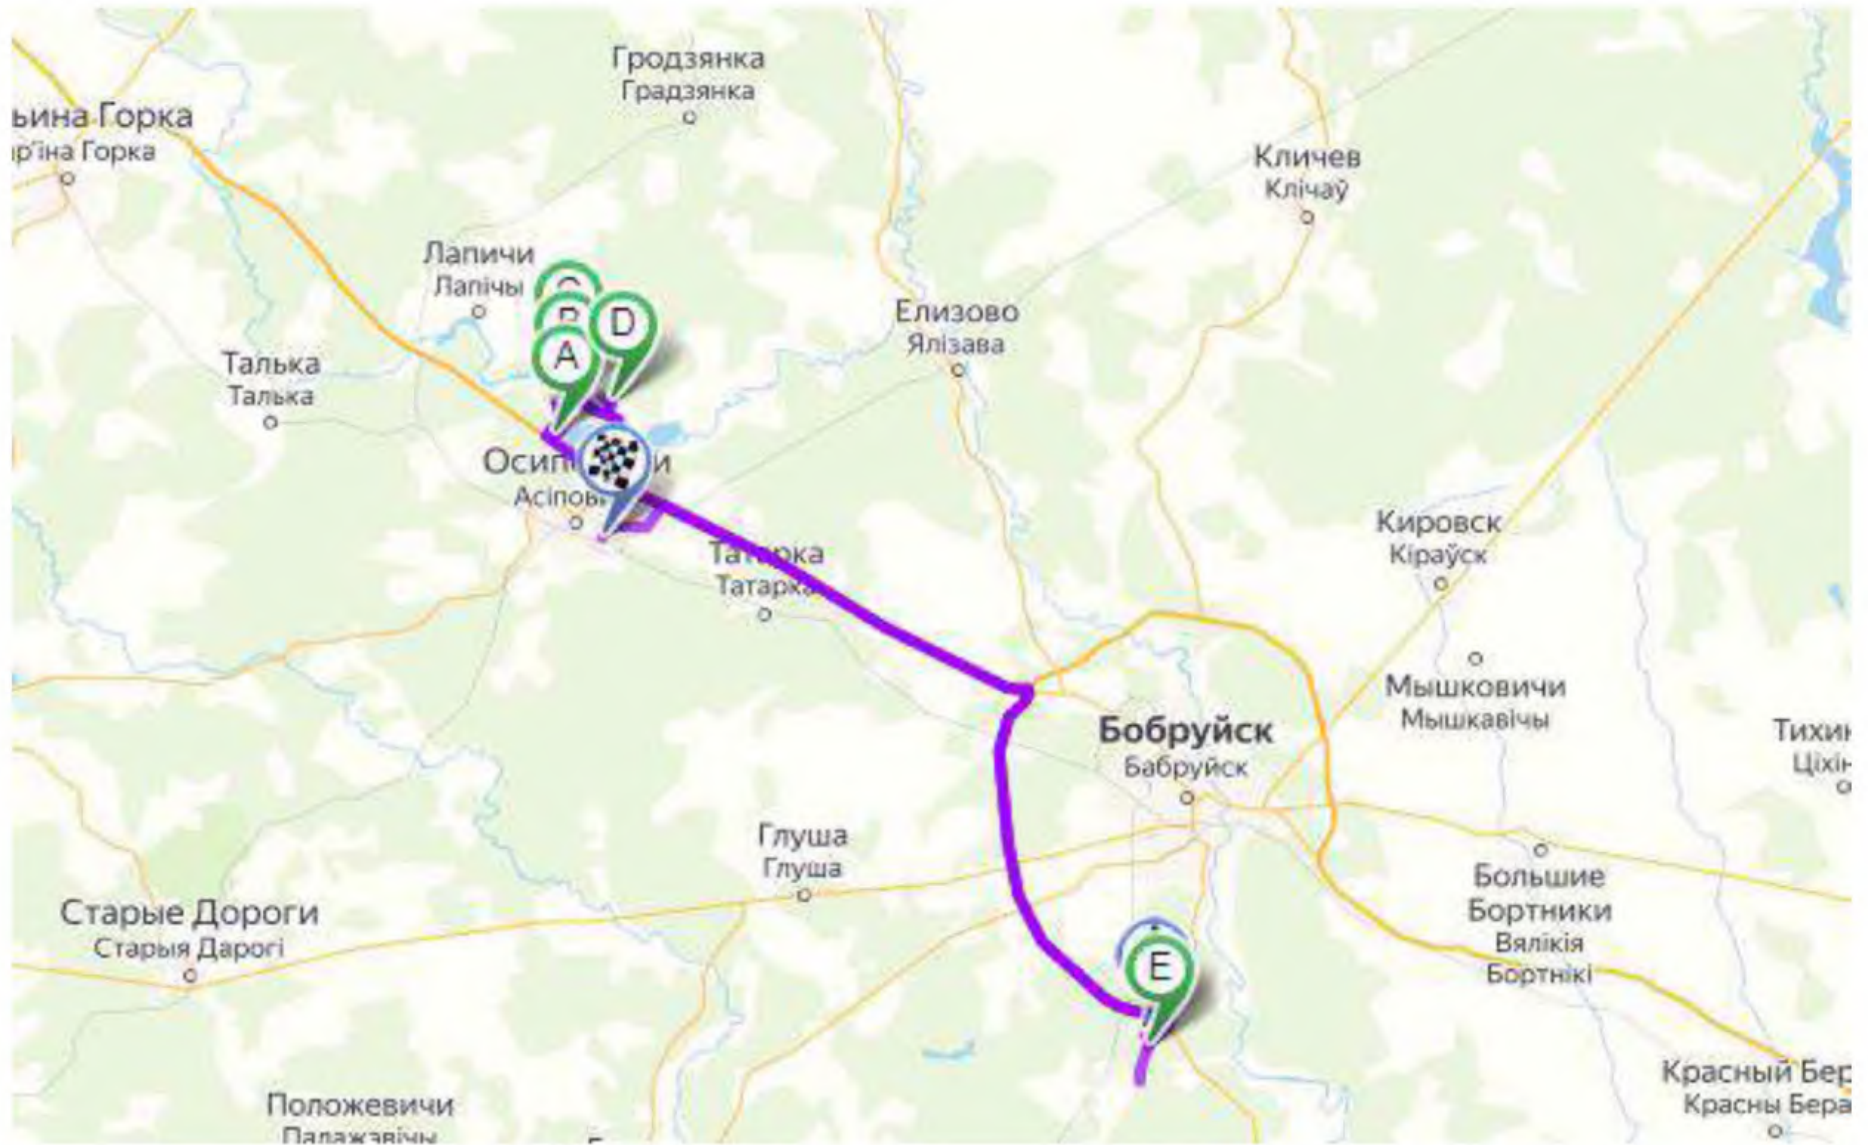 Гродзянка
Градзянка
ьина Горка
р'іна Горка
Кличев
Клічаў
Лапичи
Лапічы
C
B
D
A
Елизово
Ялізава
Талька
Талька
Осип
и
Асіпов
Татарка
Татарка
Кировск
Кіраўск
Мышковичи
Мышкавічы
Бобруйск
Бабруйск
Тихин
Ціхін
Глуша
Глуша
Большие
Бортники
Вялікія
Бортнікі
Старые Дороги
Старыя Дарогі
E
Красный Бер
Красны Бера
Положевичи
Палажэвічы